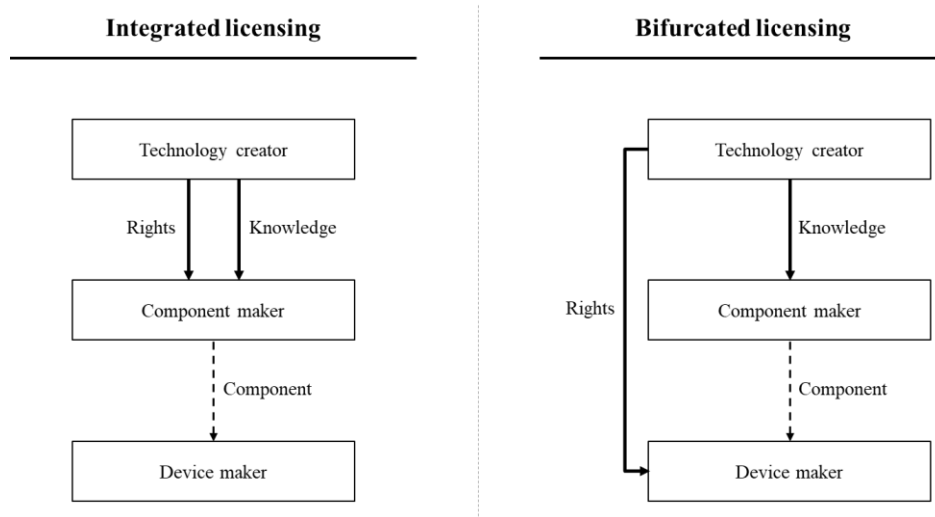 Integrated licensing
Technology creator
Rights
Knowledge
Component maker
Component
Device maker
Bifurcated licensing
Technology creator
Knowledge
Component maker
Rights
Component
Device maker